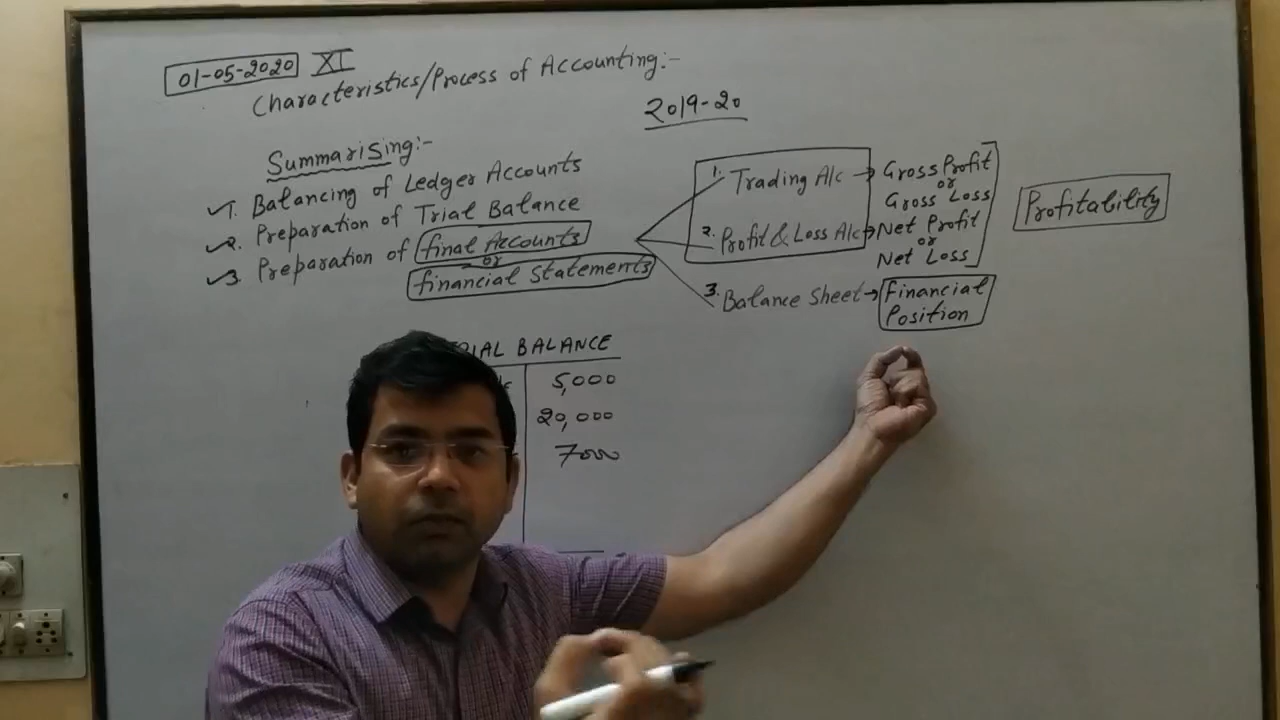 01-05-2020 XI
Characteristics/Process of Accounting:-
2019-20
Summarising:-
1. Balancing of Ledger Accounts
2. Preparation of Trial Balance
3. Preparation of final Accounts
or
financial Statements
1. Trading A/c → Gross Profit
or
Gross Loss
2. Profit & Loss A/c → Net Profit
or
Net Loss
Profitability
3. Balance Sheet → Financial
Position
BALANCE
5,000
20,000
7000